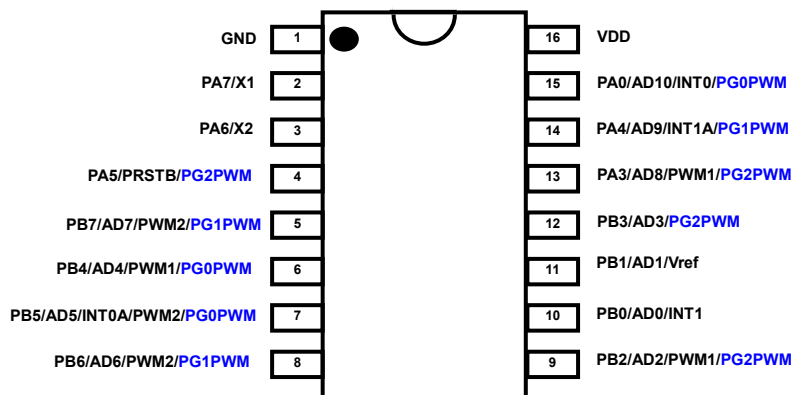 GND 1 16 VDD
PA7/X1 2 15 PA0/AD10/INT0/PG0PWM
PA6/X2 3 14 PA4/AD9/INT1A/PG1PWM
PA5/PRSTB/PG2PWM 4 13 PA3/AD8/PWM1/PG2PWM
PB7/AD7/PWM2/PG1PWM 5 12 PB3/AD3/PG2PWM
PB4/AD4/PWM1/PG0PWM 6 11 PB1/AD1/Vref
PB5/AD5/INT0A/PWM2/PG0PWM 7 10 PB0/AD0/INT1
PB6/AD6/PWM2/PG1PWM 8 9 PB2/AD2/PWM1/PG2PWM